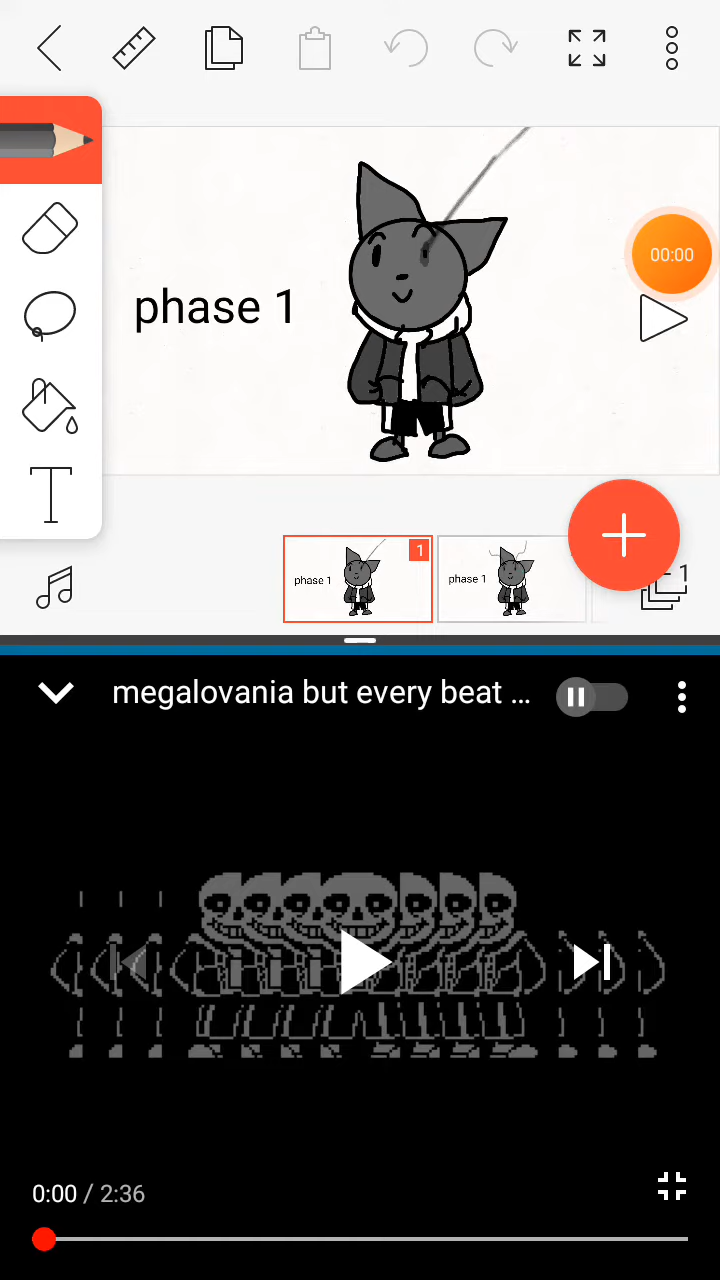 00:00
phase 1
1
phase 1
phase 1
1
megalovania but every beat ...
0:00 / 2:36